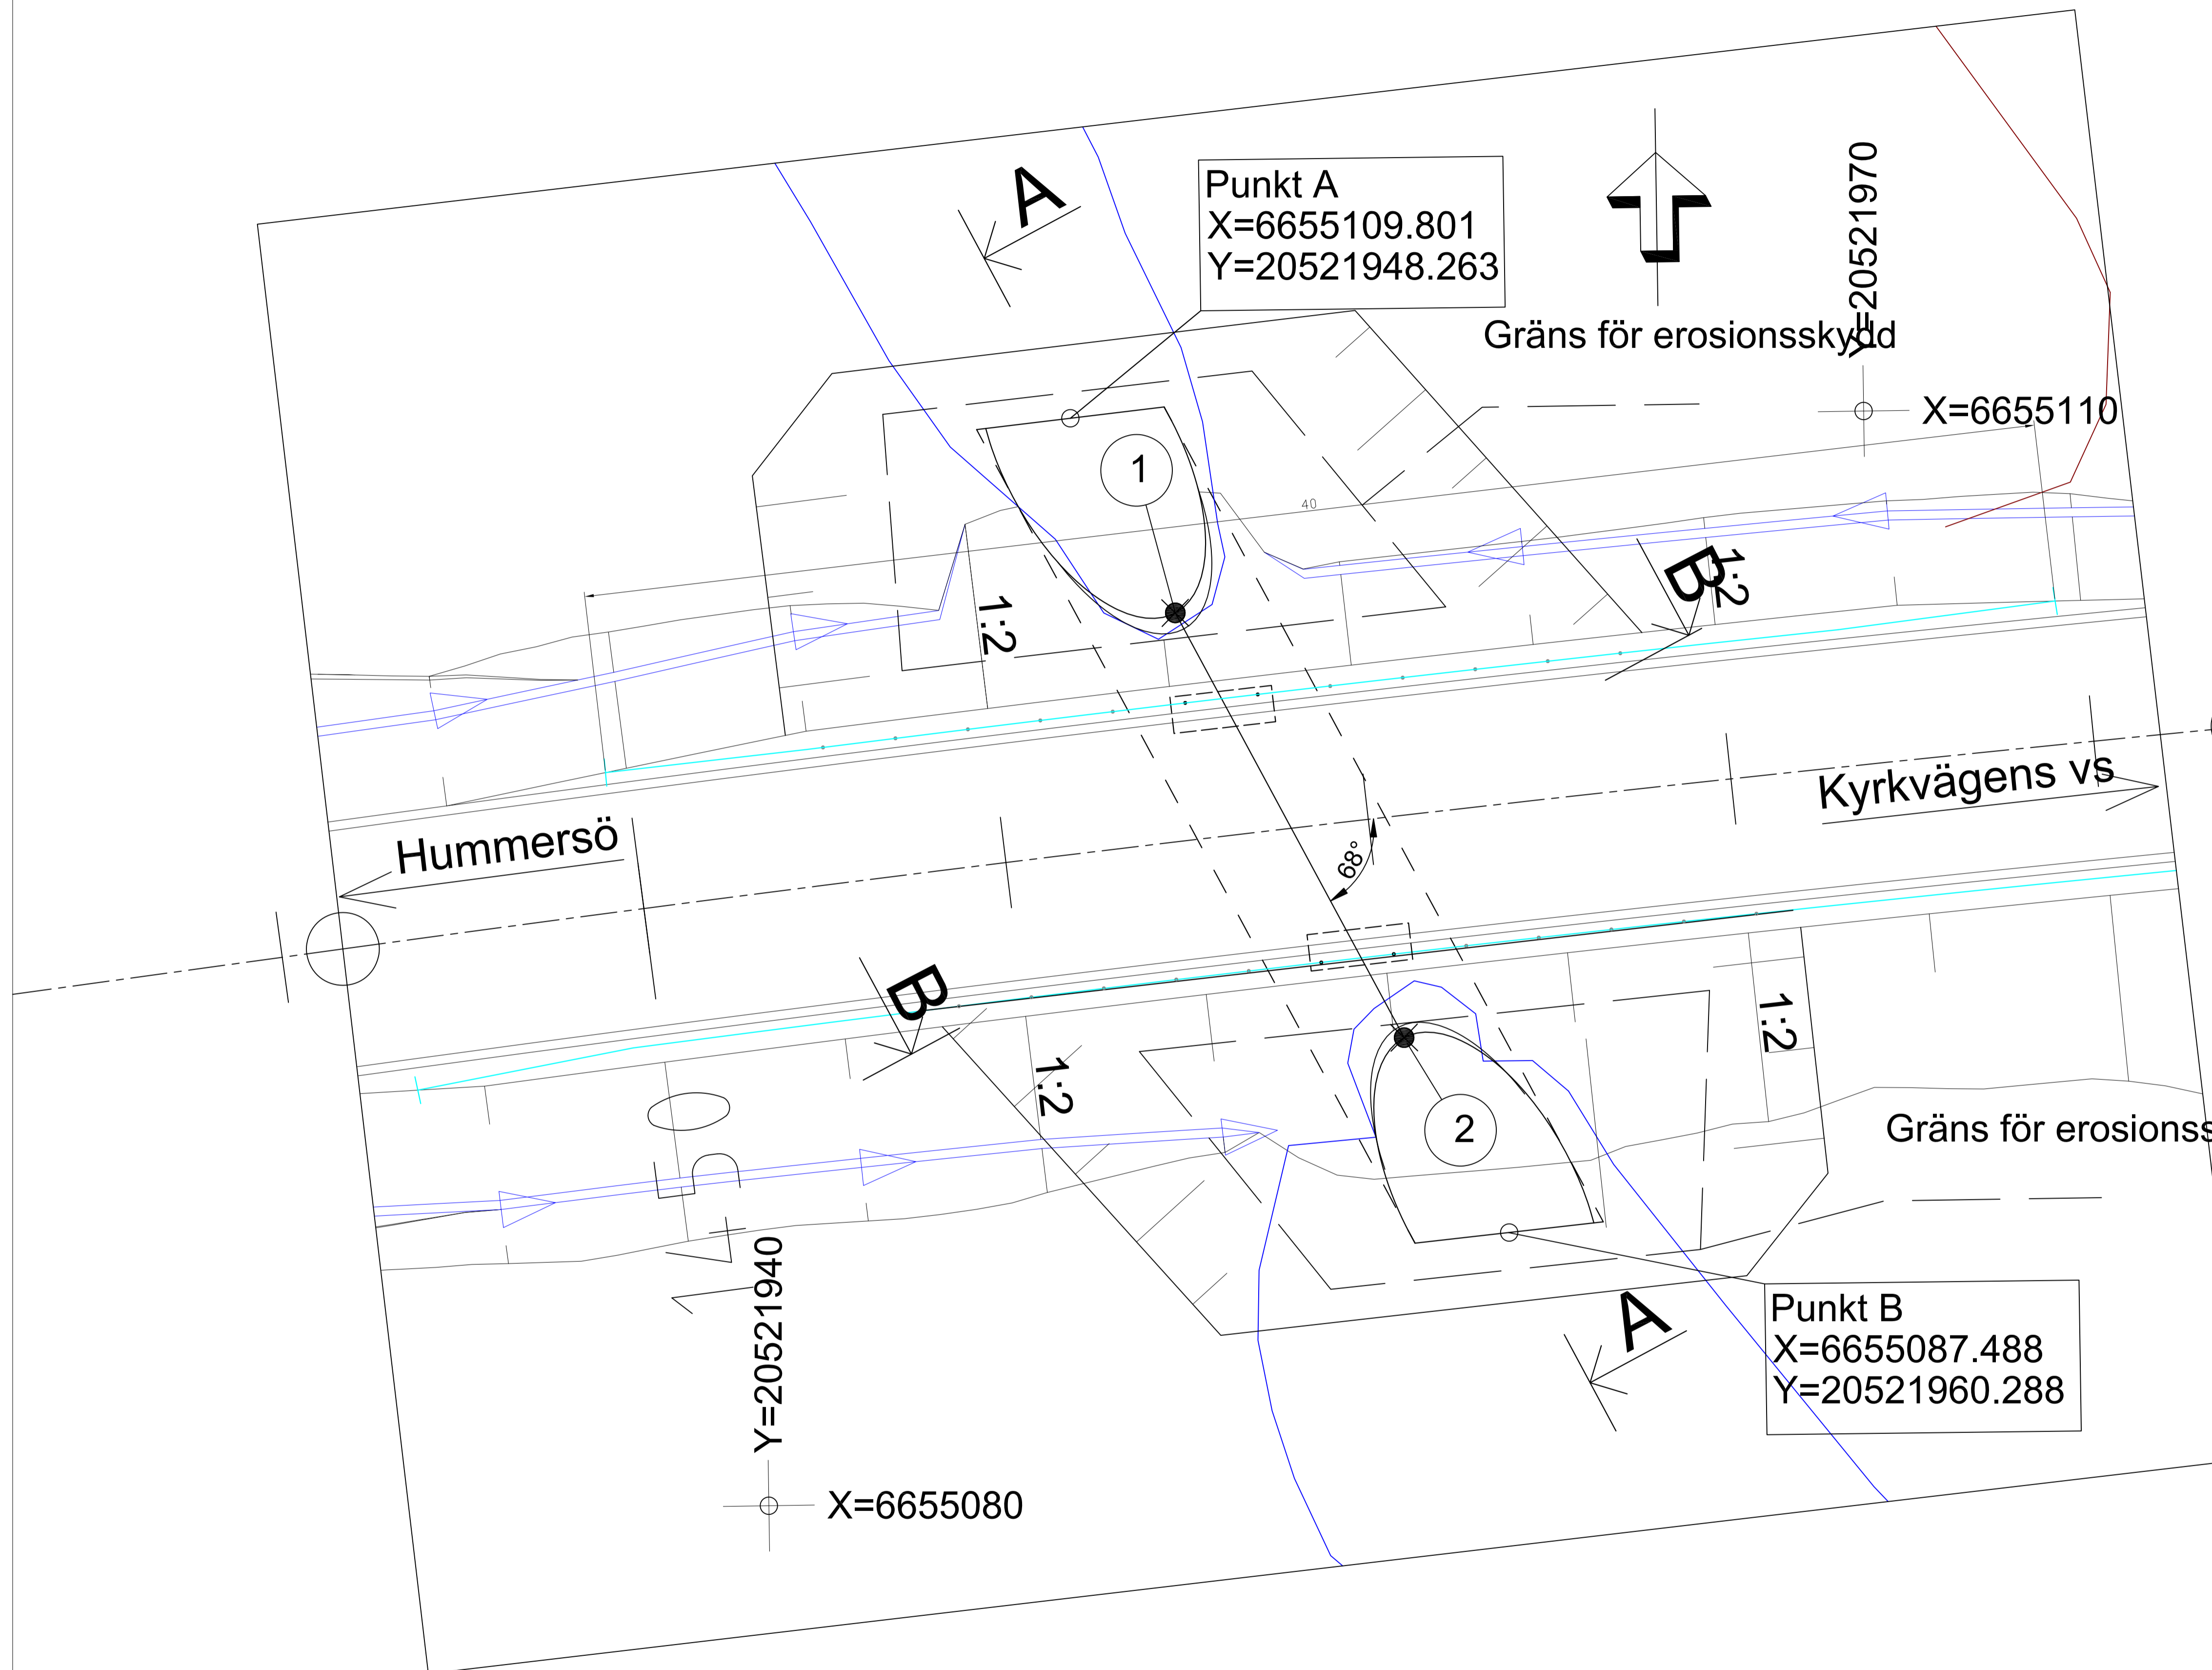 A
Punkt A
X=6655109.801
Y=20521948.263
Y=20521970
Gräns för erosionsskydd
X=6655110
1
40
B
1:2
1:2
Kyrkvägens vs
Hummersö
68°
B
1:2
1:2
2
Gräns för erosionss
A
Punkt B
X=6655087.488
Y=20521960.288
Y=20521940
X=6655080